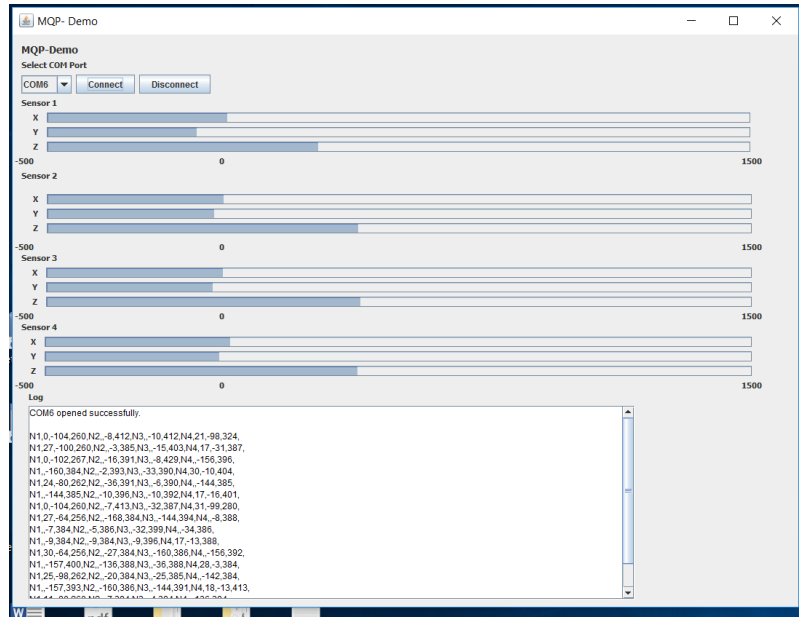 MQP- Demo
MQP-Demo
Select COM Port
COM6 Connect Disconnect
Sensor 1
X
Y
Z
-500 0 1500
Sensor 2
X
Y
Z
-500 0 1500
Sensor 3
X
Y
Z
-500 0 1500
Sensor 4
X
Y
Z
-500 0 1500
Log
COM6 opened successfully.
N1,0,-104,260,N2,,-8,412,N3,,-10,412,N4,21,-98,324,
N1,27,-100,260,N2,,-3,385,N3,,-15,403,N4,17,-31,387,
N1,0,-102,267,N2,,-16,391,N3,,-8,429,N4,,-156,396,
N1,,-160,384,N2,,-2,393,N3,,-33,390,N4,30,-10,404,
N1,24,-80,262,N2,,-36,391,N3,,-6,390,N4,,-144,385,
N1,,-144,385,N2,,-10,396,N3,,-10,392,N4,17,-16,401,
N1,0,-104,260,N2,,-7,413,N3,,-32,387,N4,31,-99,280,
N1,27,-64,256,N2,,-168,384,N3,,-144,394,N4,,-8,388,
N1,,-7,384,N2,,-5,386,N3,,-32,399,N4,,-34,386,
N1,,-9,384,N2,,-9,384,N3,,-9,396,N4,17,-13,388,
N1,30,-64,256,N2,,-27,384,N3,,-160,386,N4,,-156,392,
N1,,-157,400,N2,,-136,388,N3,,-36,388,N4,28,-3,384,
N1,25,-98,262,N2,,-20,384,N3,,-25,385,N4,,-142,384,
N1,,-157,393,N2,,-160,386,N3,,-144,391,N4,18,-13,413,
W